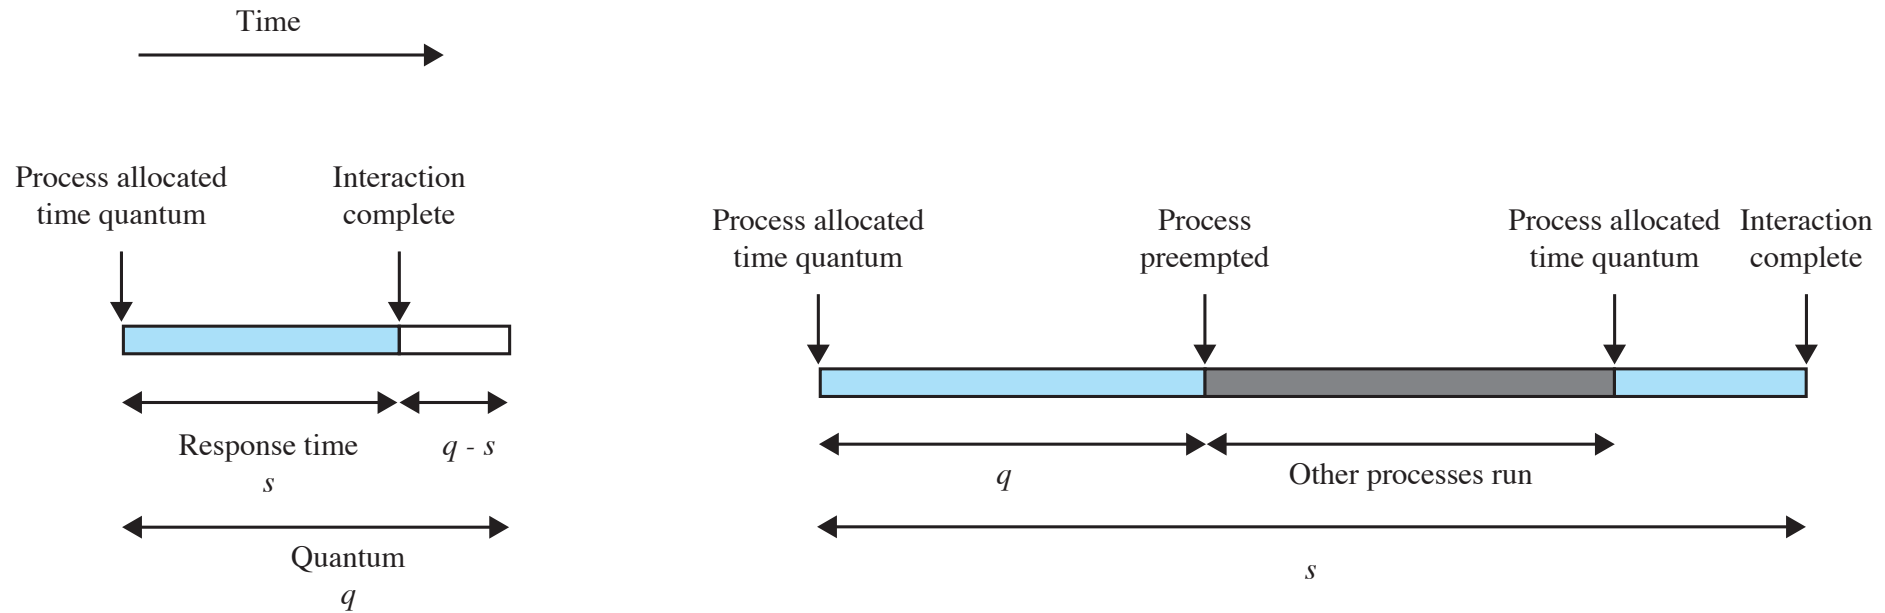 Time
Process allocated
time quantum
Interaction
complete
Response time
s
q - s
Quantum
q
Process allocated
time quantum
Process
preempted
Process allocated
time quantum
Interaction
complete
q
Other processes run
s